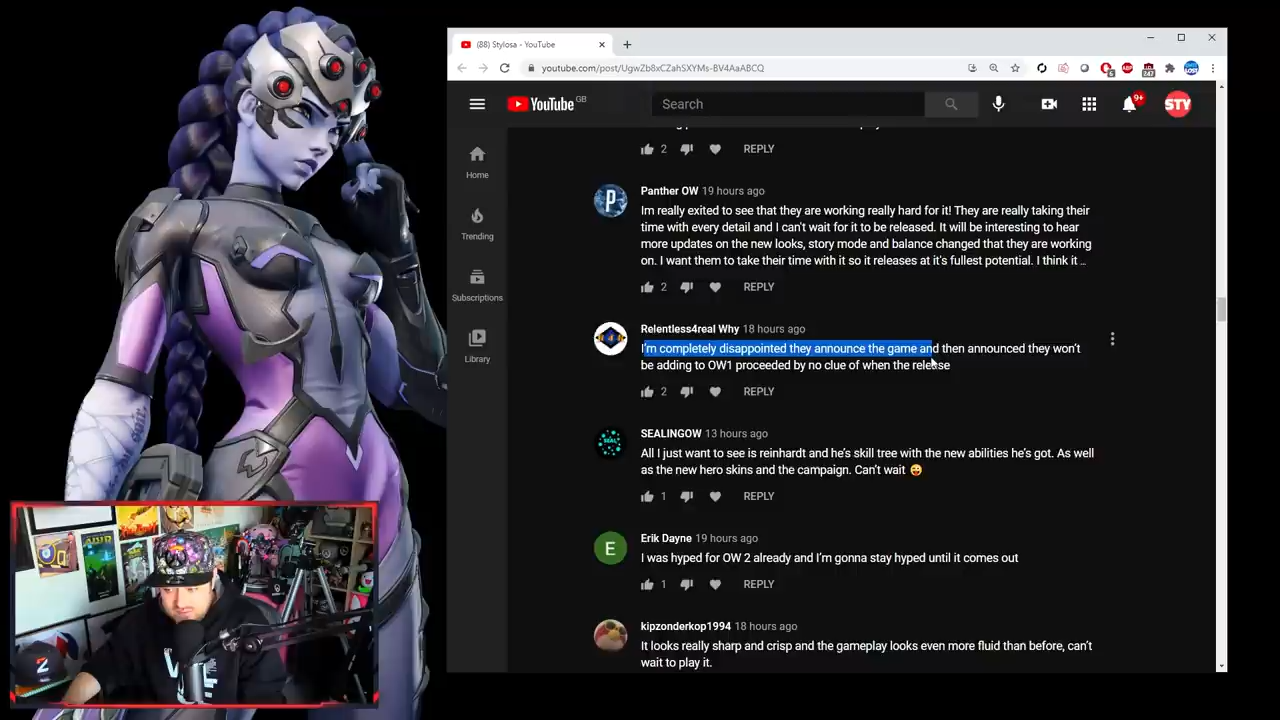 (88) Stylosa - YouTube
youtube.com/post/UgwZb8xCZahSXYMs-BV4AaABCQ
YouTube GB
Search
9+
STY
Home
Trending
Subscriptions
Library
2 REPLY
Panther OW 19 hours ago
Im really exited to see that they are working really hard for it! They are really taking their
time with every detail and I can't wait for it to be released. It will be interesting to hear
more updates on the new looks, story mode and balance changed that they are working
on. I want them to take their time with it so it releases at it's fullest potential. I think it ...
2 REPLY
Relentless4real Why 18 hours ago
I'm completely disappointed they announce the game and then announced they won't
be adding to OW1 proceeded by no clue of when the release
2 REPLY
SEALINGOW 13 hours ago
All I just want to see is reinhardt and he's skill tree with the new abilities he's got. As well
as the new hero skins and the campaign. Can't wait 😜
1 REPLY
Erik Dayne 19 hours ago
I was hyped for OW 2 already and I'm gonna stay hyped until it comes out
1 REPLY
kipzonderkop1994 18 hours ago
It looks really sharp and crisp and the gameplay looks even more fluid than before, can't
wait to play it.